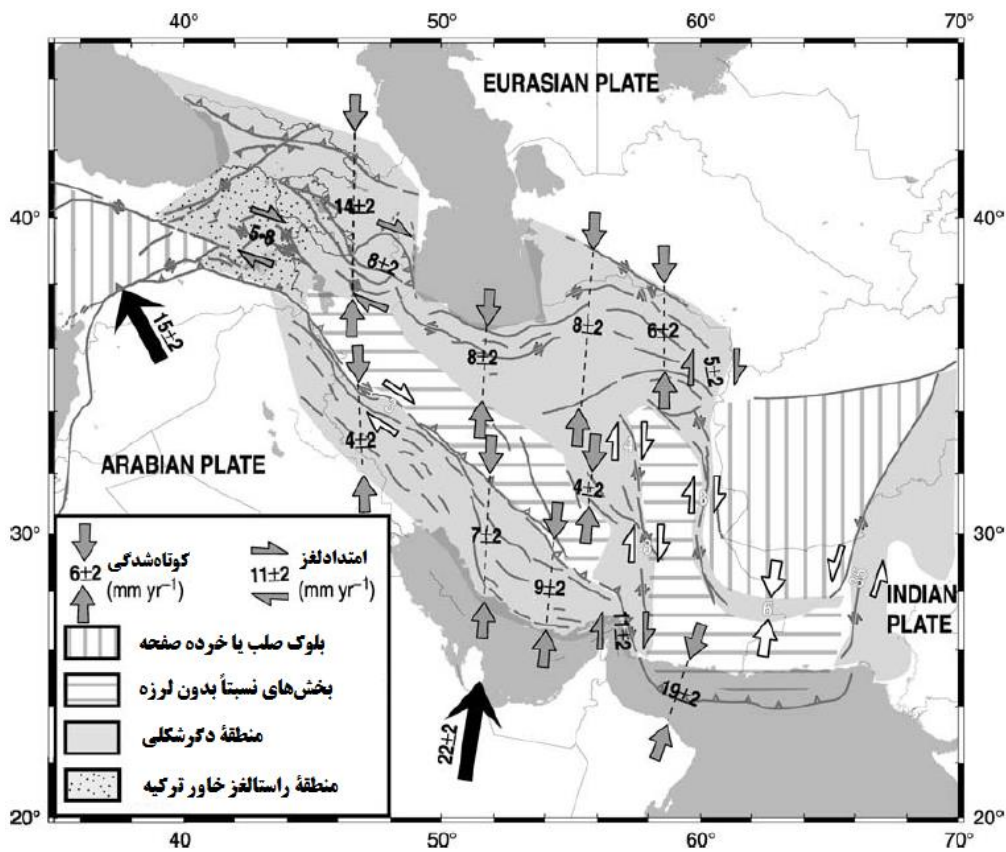 40°
50°
60°
70°
EURASIAN PLATE
40°
40°
14±2
5-8
8±2
8±2
8±2
6±2
5±2
15±2
4±2
ARABIAN PLATE
4±2
30°
30°
7±2
9±2
11±2
6
INDIAN PLATE
19±2
22±2
کوتاه‌شدگی
6±2
(mm yr⁻¹)
امتدادلغز
11±2
(mm yr⁻¹)
بلوک صلب یا خرده صفحه
بخش‌های نسبتاً بدون لرزه
منطقهٔ دگرشکلی
منطقهٔ راستالغز خاور ترکیه
20°
20°
40°
50°
60°
70°